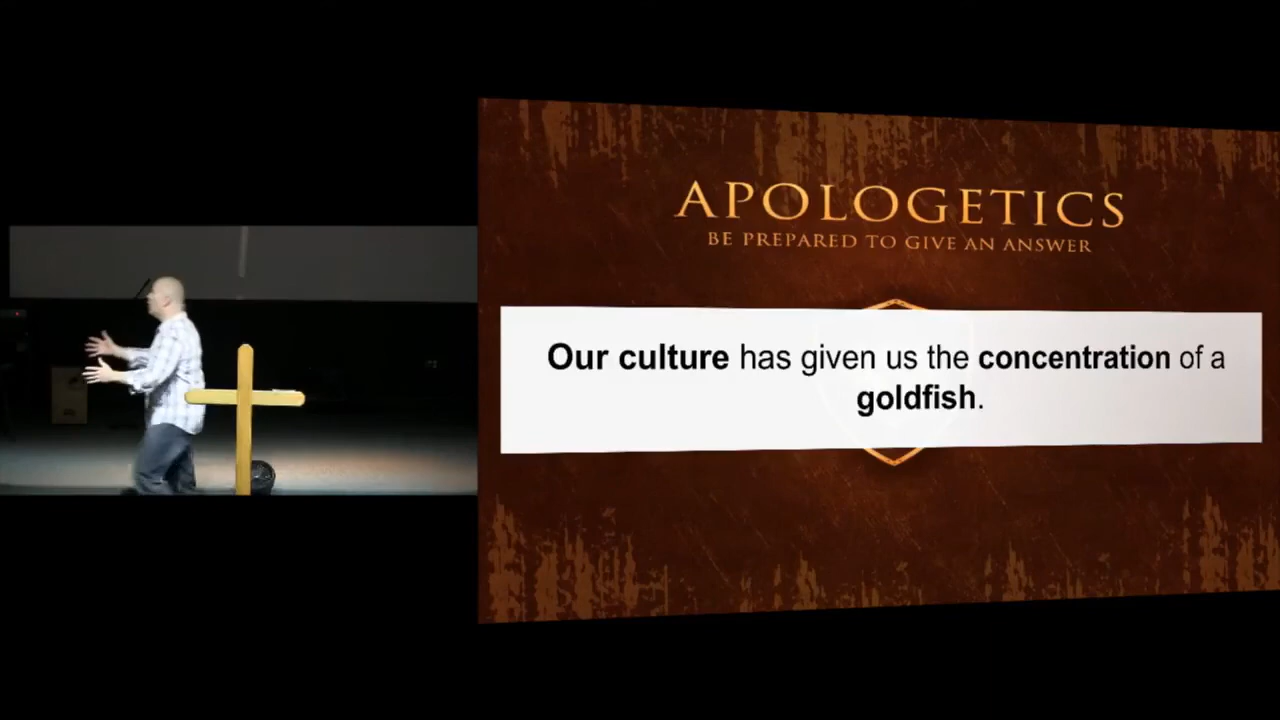 APOLOGETICS
BE PREPARED TO GIVE AN ANSWER
Our culture has given us the concentration of a
goldfish.